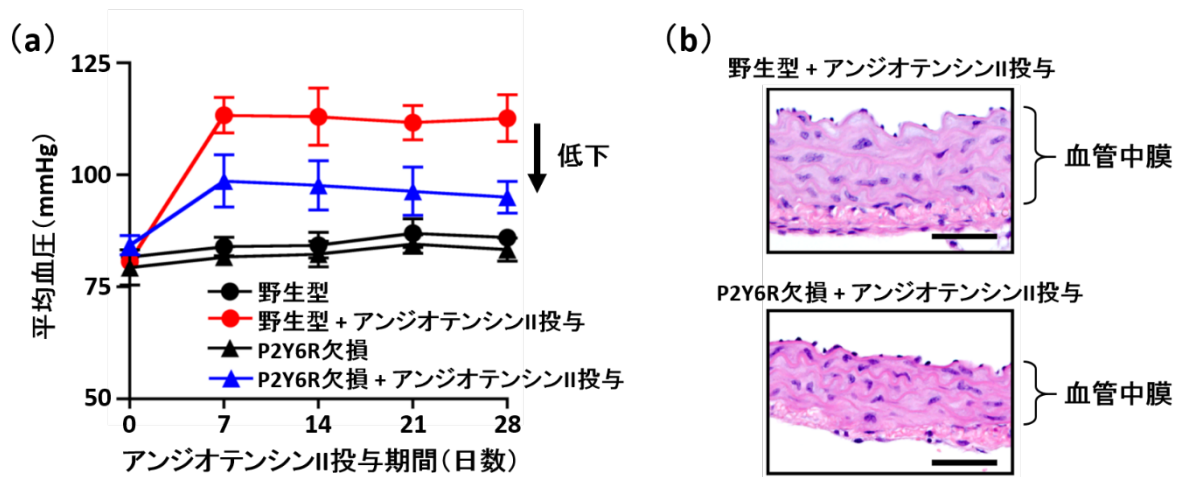 (a)
125
100
75
50
平均血圧(mmHg)
低下
野生型
野生型 + アンジオテンシンII投与
P2Y6R欠損
P2Y6R欠損 + アンジオテンシンII投与
0 7 14 21 28
アンジオテンシンII投与期間(日数)
(b)
野生型 + アンジオテンシンII投与
血管中膜
P2Y6R欠損 + アンジオテンシンII投与
血管中膜